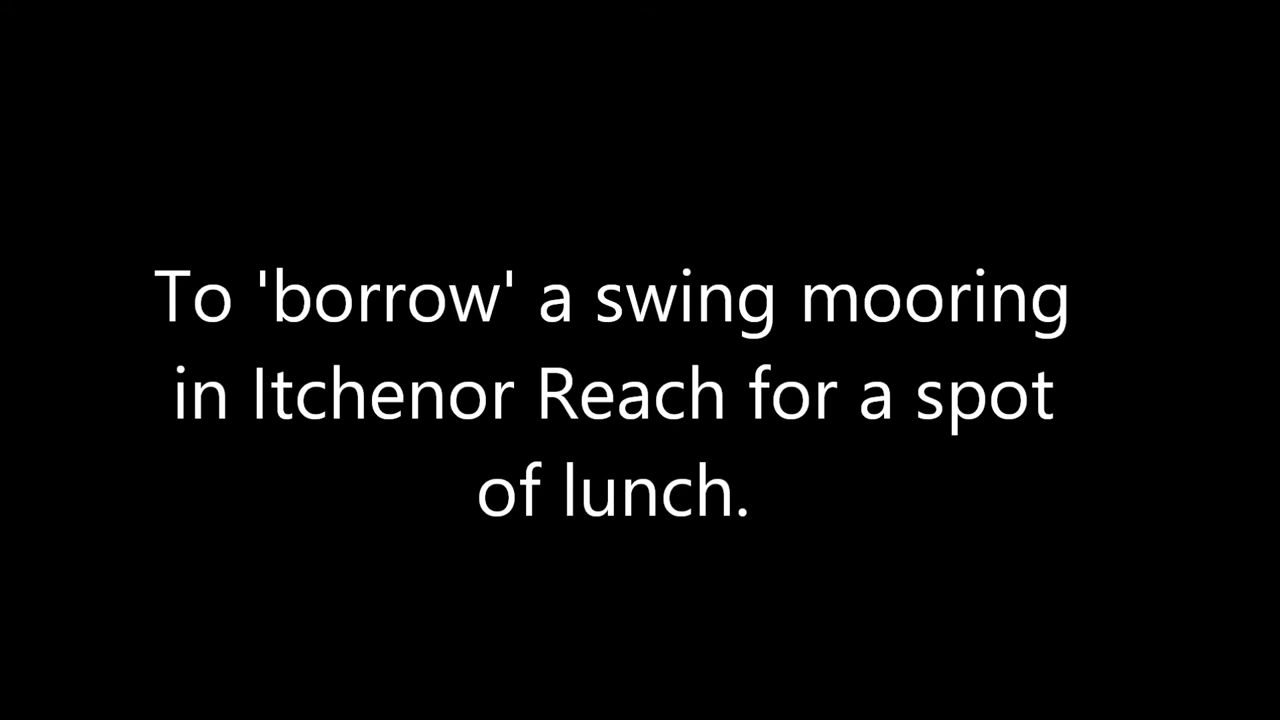 To 'borrow' a swing mooring
in Itchenor Reach for a spot
of lunch.